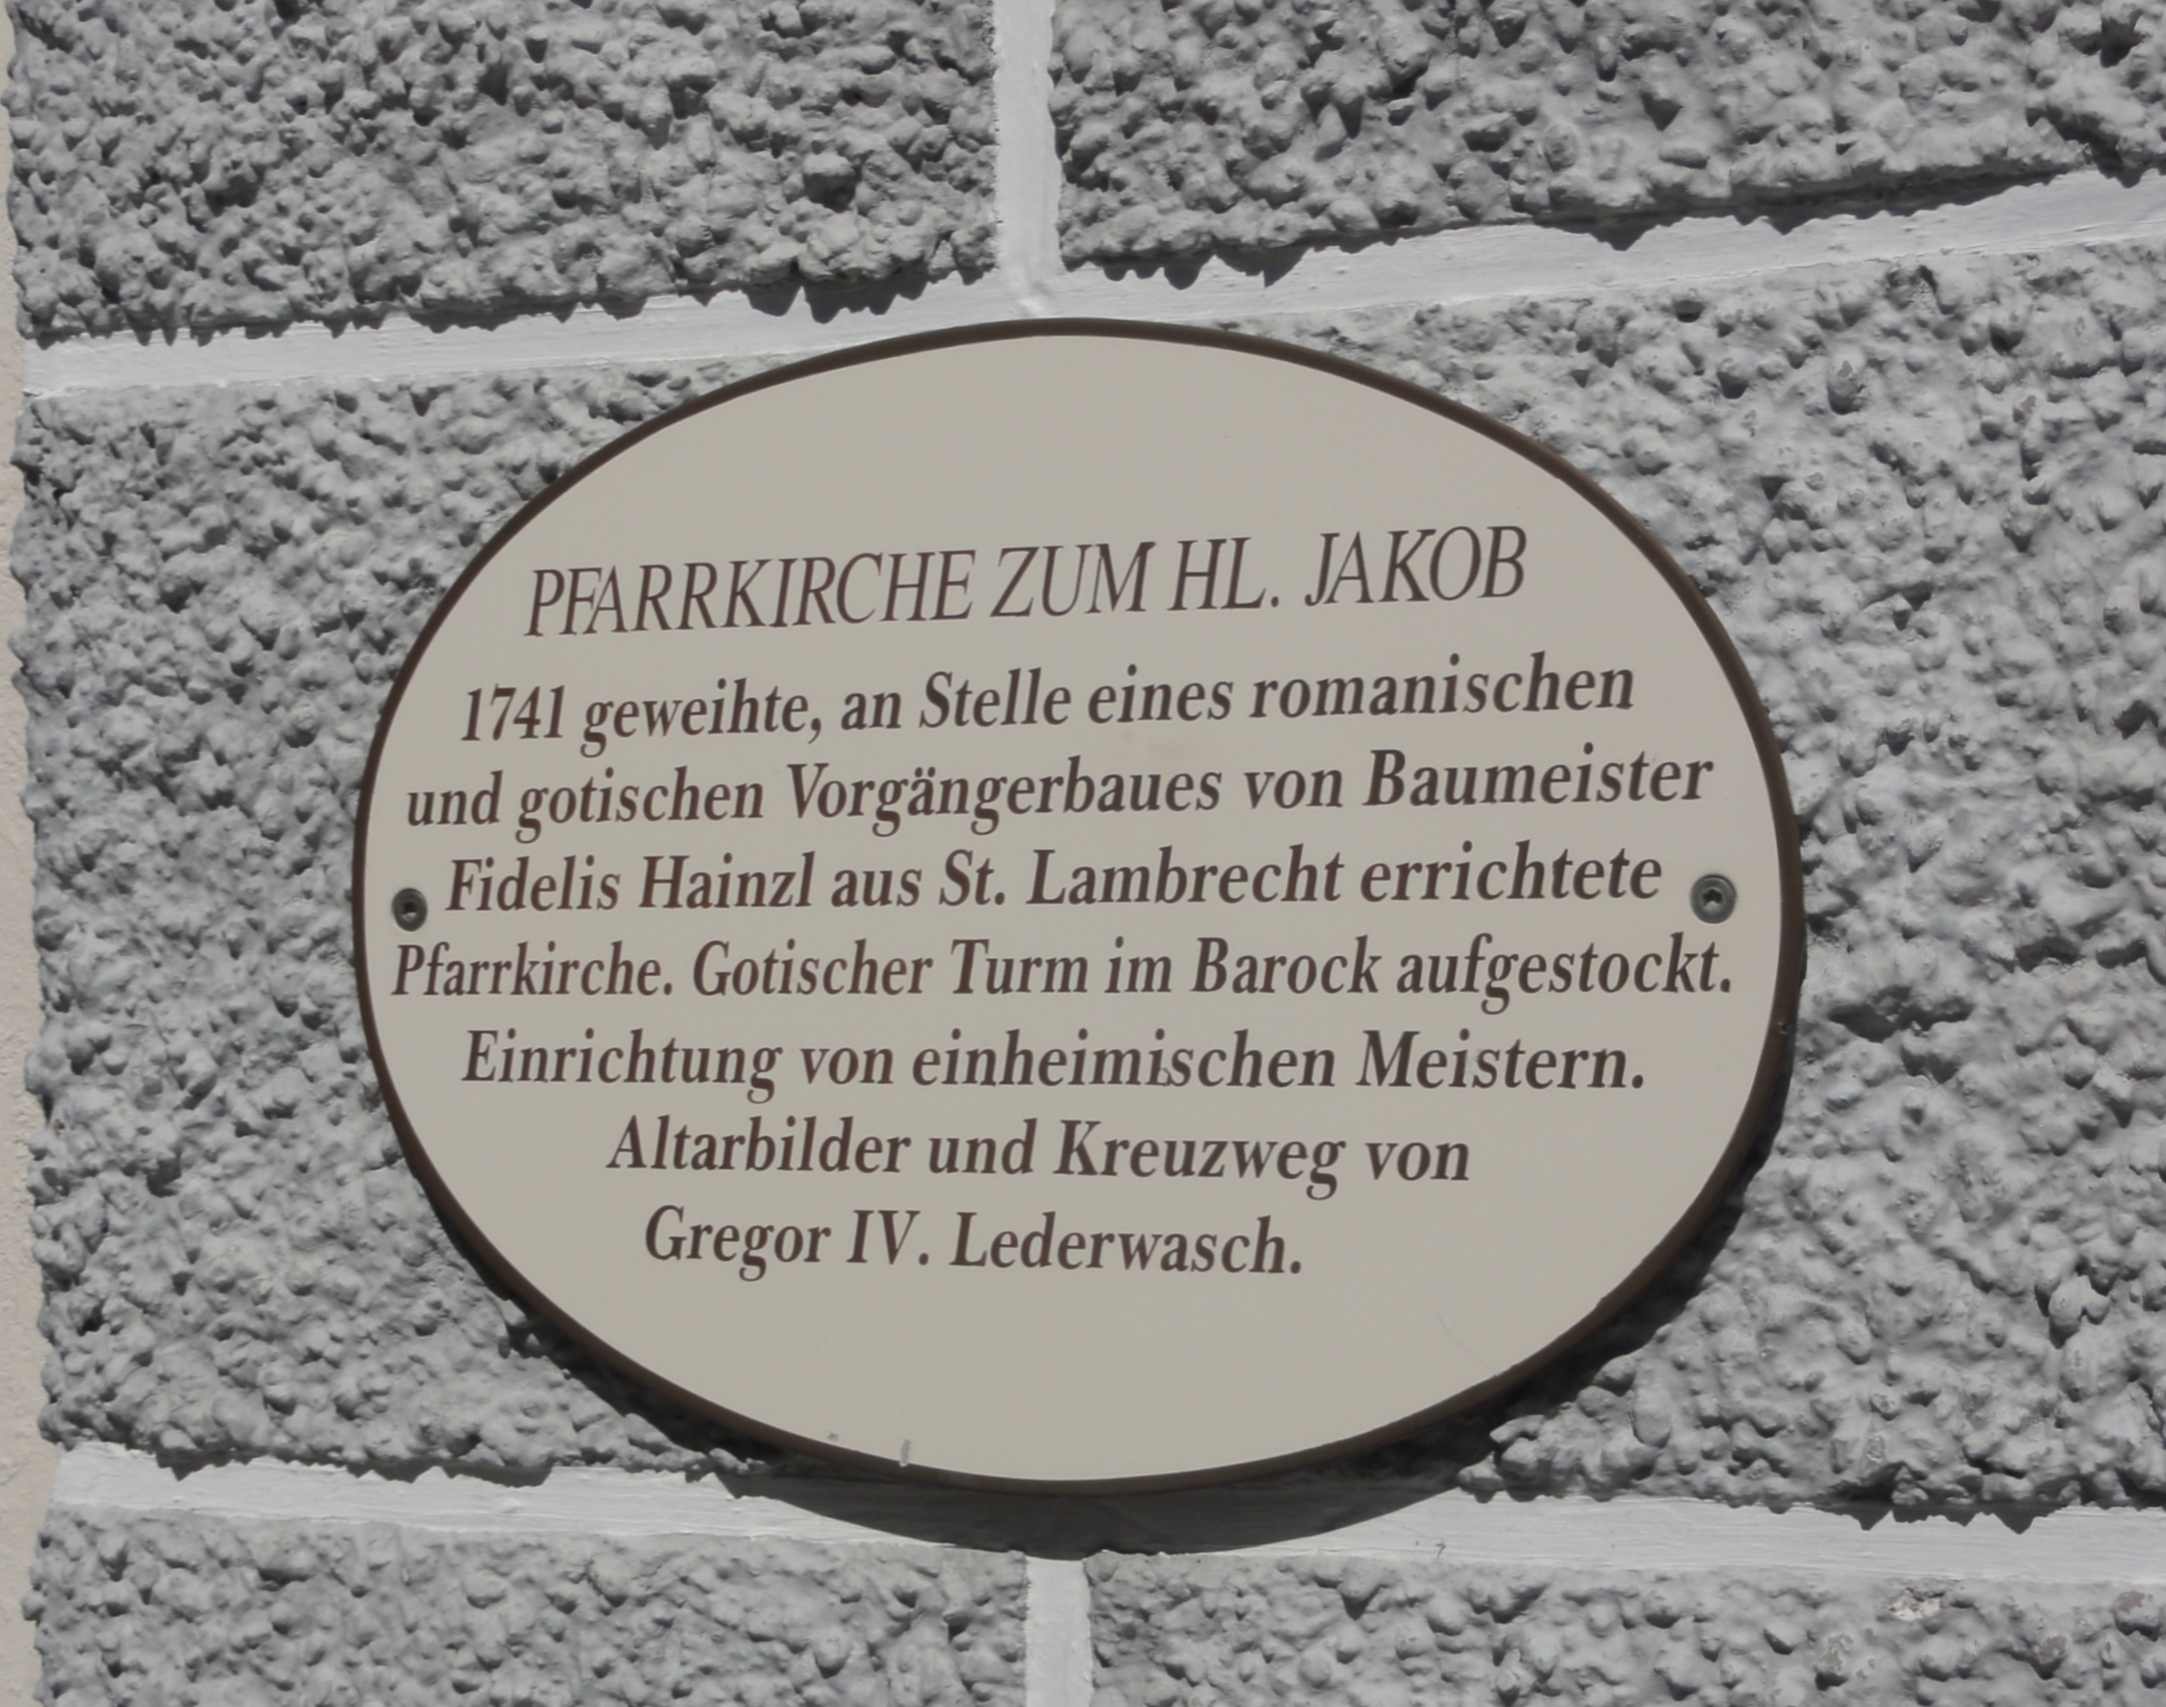 PFARRKIRCHE ZUM HL. JAKOB
1741 geweihte, an Stelle eines romanischen
und gotischen Vorgängerbaues von Baumeister
Fidelis Hainzl aus St. Lambrecht errichtete
Pfarrkirche. Gotischer Turm im Barock aufgestockt.
Einrichtung von einheimischen Meistern.
Altarbilder und Kreuzweg von
Gregor IV. Lederwasch.